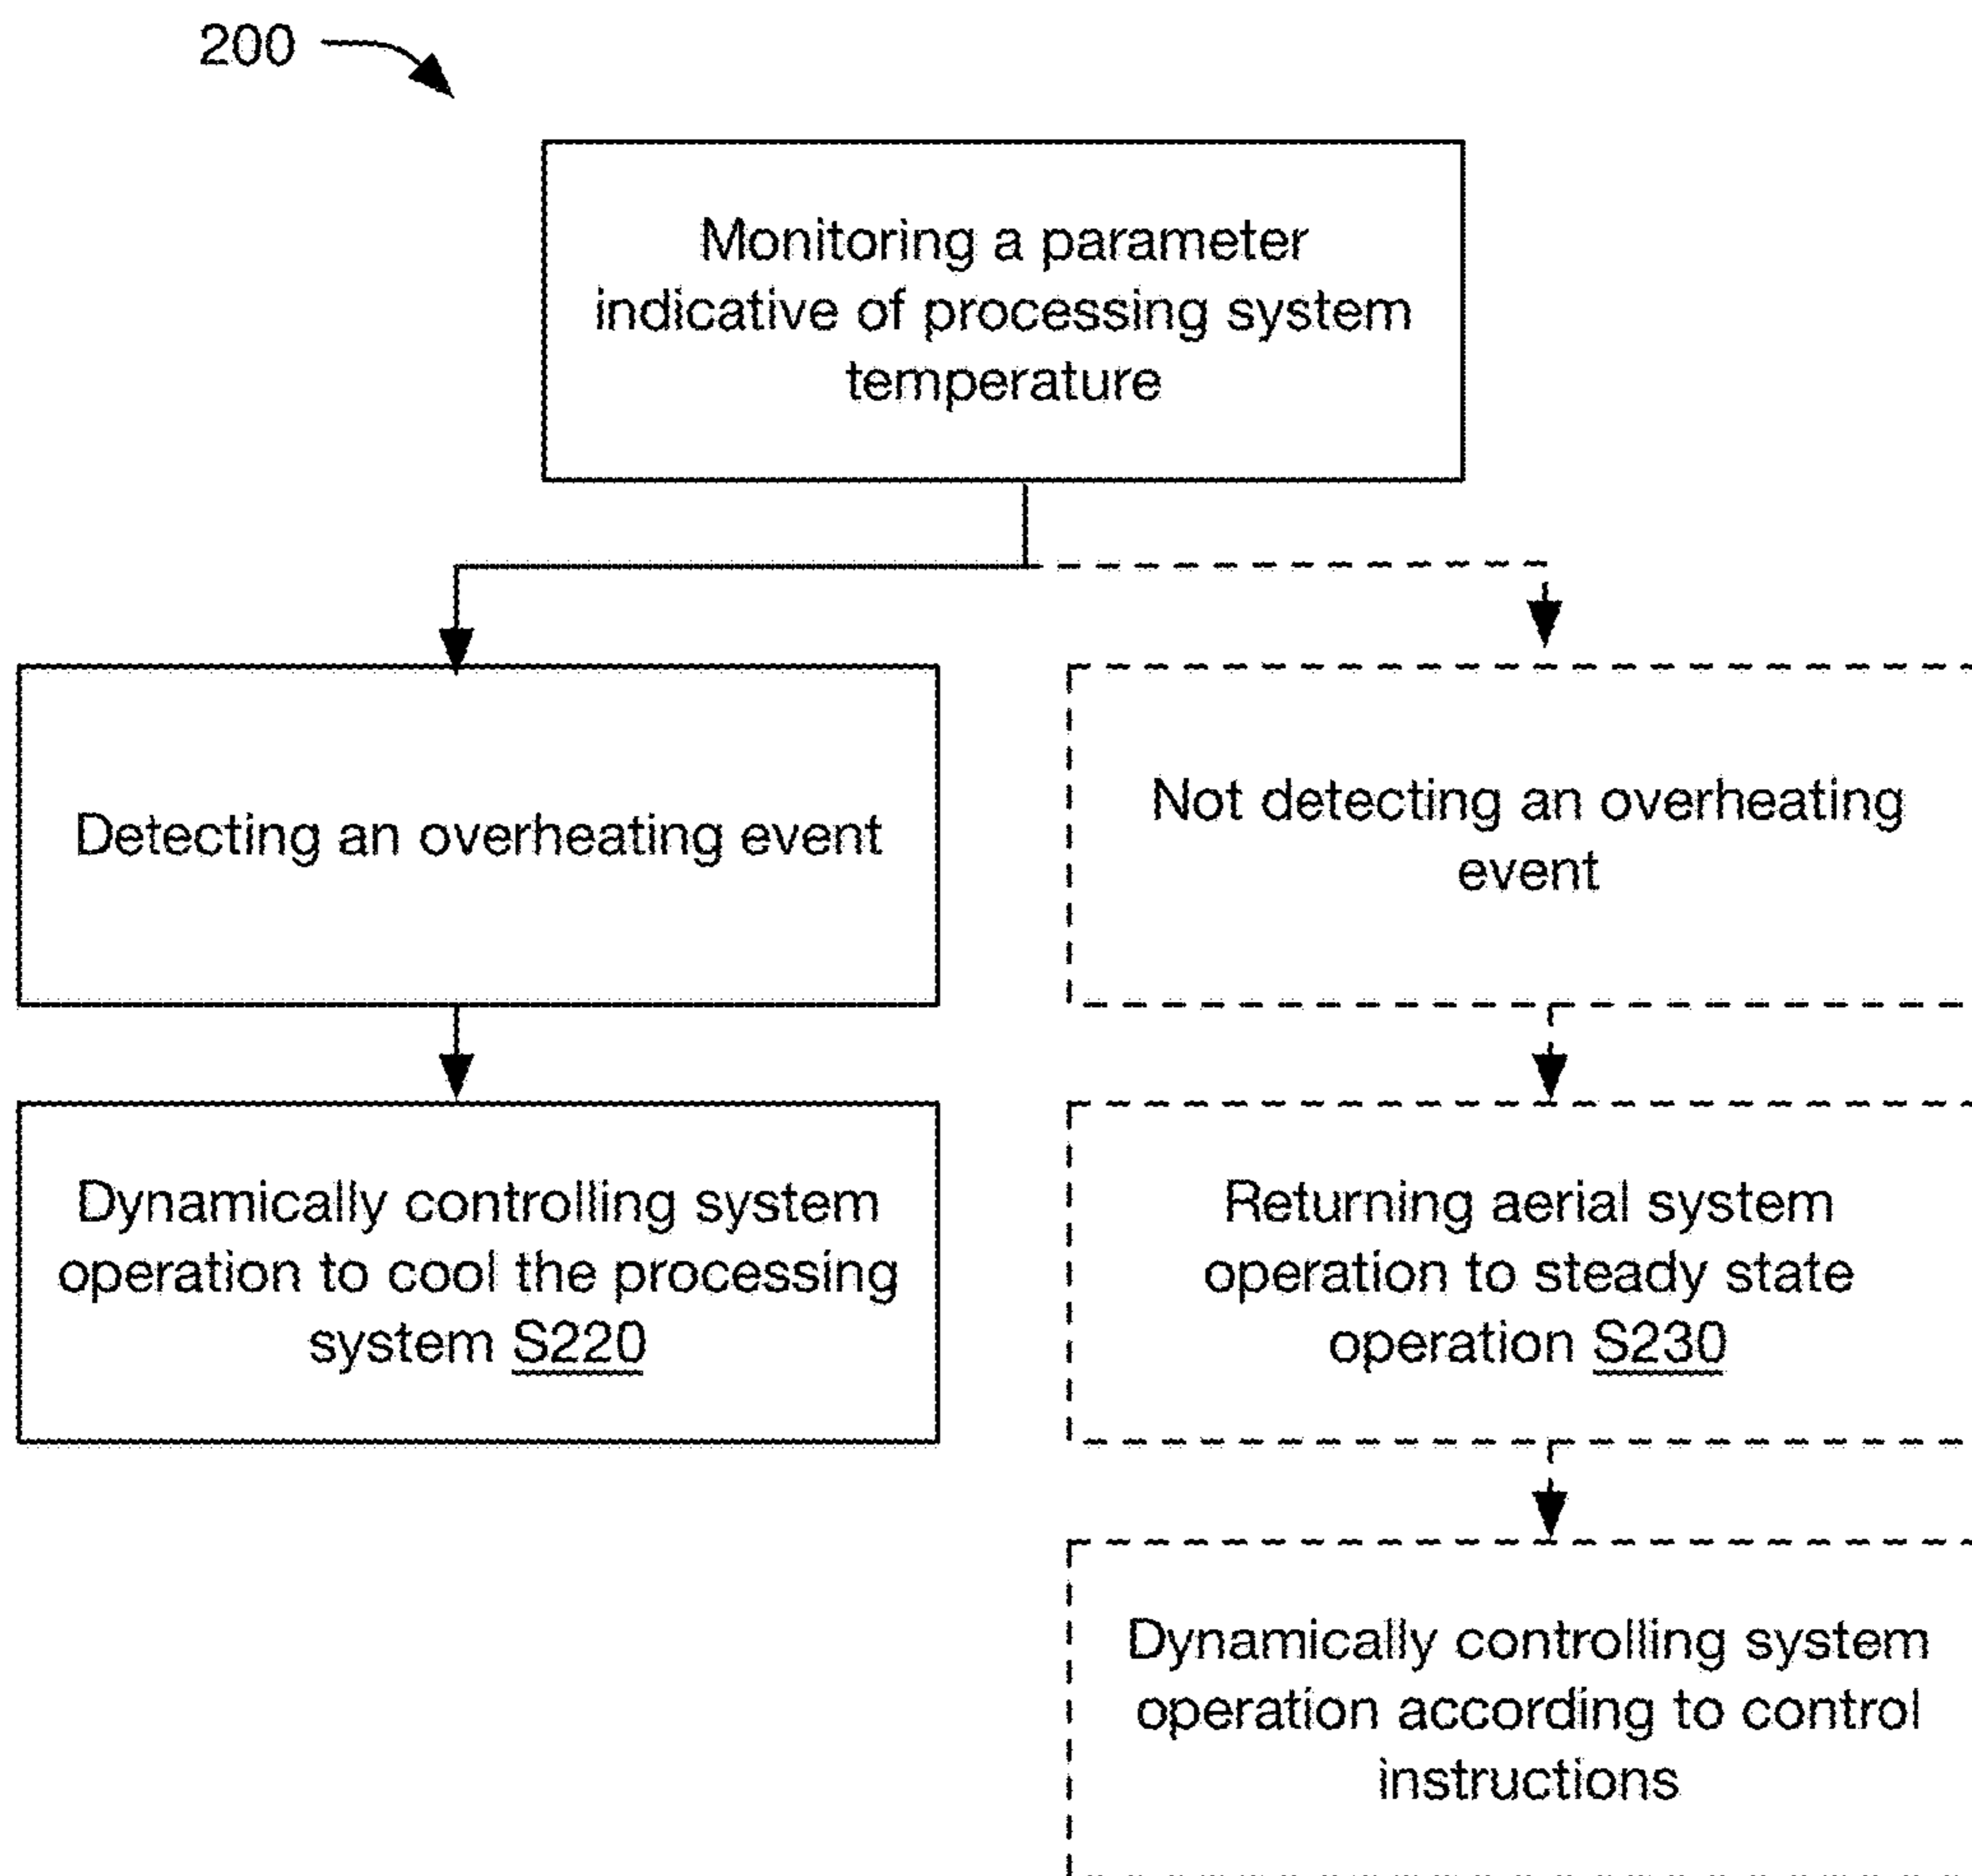 200
Monitoring a parameter
indicative of processing system
temperature
Detecting an overheating event
Not detecting an overheating
event
Dynamically controlling system
operation to cool the processing
system S220
Returning aerial system
operation to steady state
operation S230
Dynamically controlling system
operation according to control
instructions